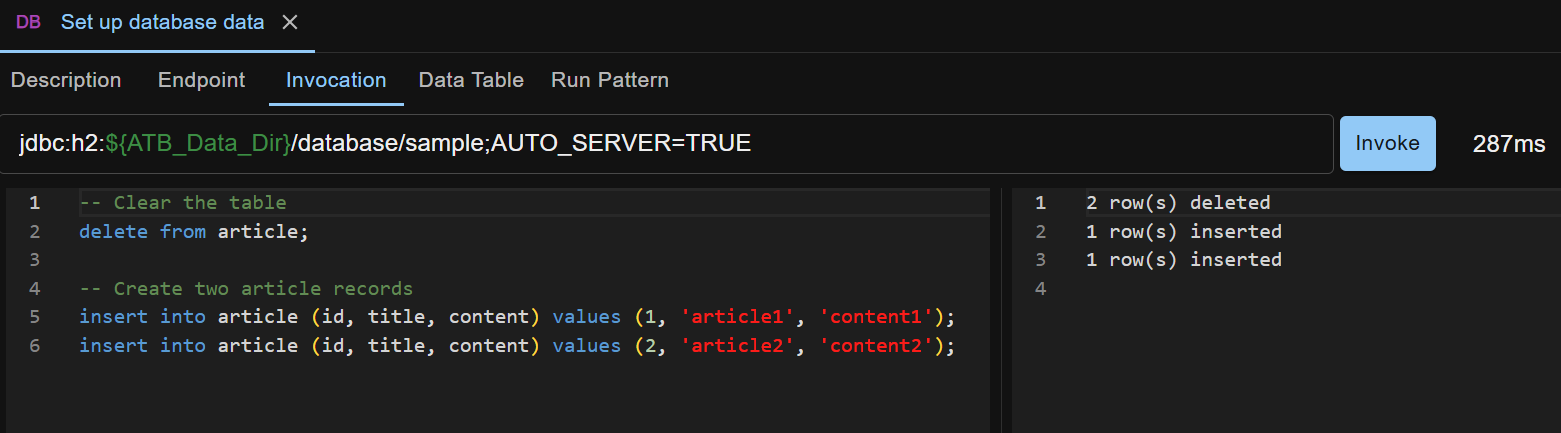 DB Set up database data
Description Endpoint Invocation Data Table Run Pattern
jdbc:h2:${ATB_Data_Dir}/database/sample;AUTO_SERVER=TRUE Invoke 287ms
1 -- Clear the table
2 delete from article;
3
4 -- Create two article records
5 insert into article (id, title, content) values (1, 'article1', 'content1');
6 insert into article (id, title, content) values (2, 'article2', 'content2');
1 2 row(s) deleted
2 1 row(s) inserted
3 1 row(s) inserted
4